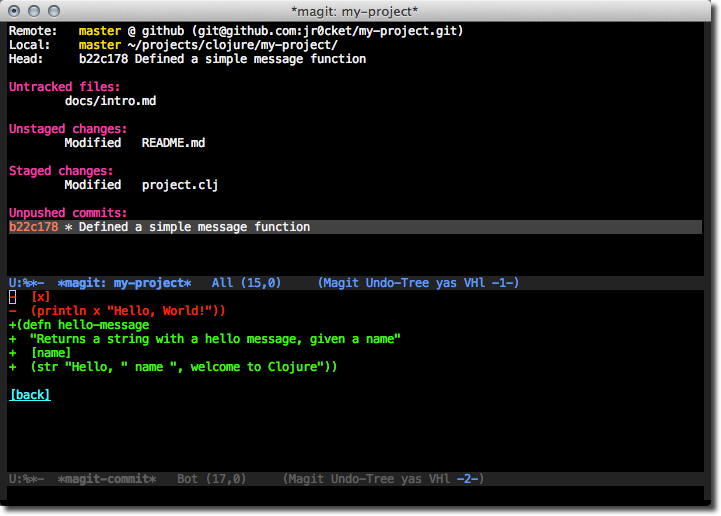 *magit: my-project*
Remote:   master @ github (git@github.com:jr0cket/my-project.git)
Local:    master ~/projects/clojure/my-project/
Head:     b22c178 Defined a simple message function
Untracked files:
        docs/intro.md
Unstaged changes:
        Modified   README.md
Staged changes:
        Modified   project.clj
Unpushed commits:
b22c178 * Defined a simple message function
U:%*-  *magit: my-project*   All (15,0)     (Magit Undo-Tree yas VHl -1-)
-  [x]
-  (println x "Hello, World!"))
+(defn hello-message
+  "Returns a string with a hello message, given a name"
+  [name]
+  (str "Hello, " name ", welcome to Clojure"))
[back]
U:%*-  *magit-commit*   Bot (17,0)     (Magit Undo-Tree yas VHl -2-)